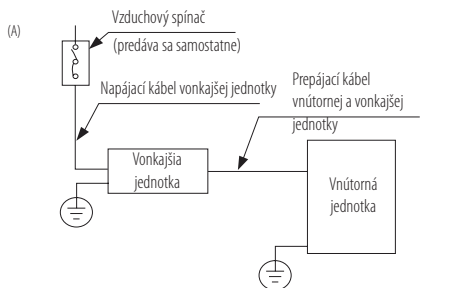 (A)
Vzduchový spínač
(predáva sa samostatne)
Napájací kábel vonkajšej jednotky
Prepájací kábel
vnútornej a vonkajšej
jednotky
Vonkajšia
jednotka
Vnútorná
jednotka